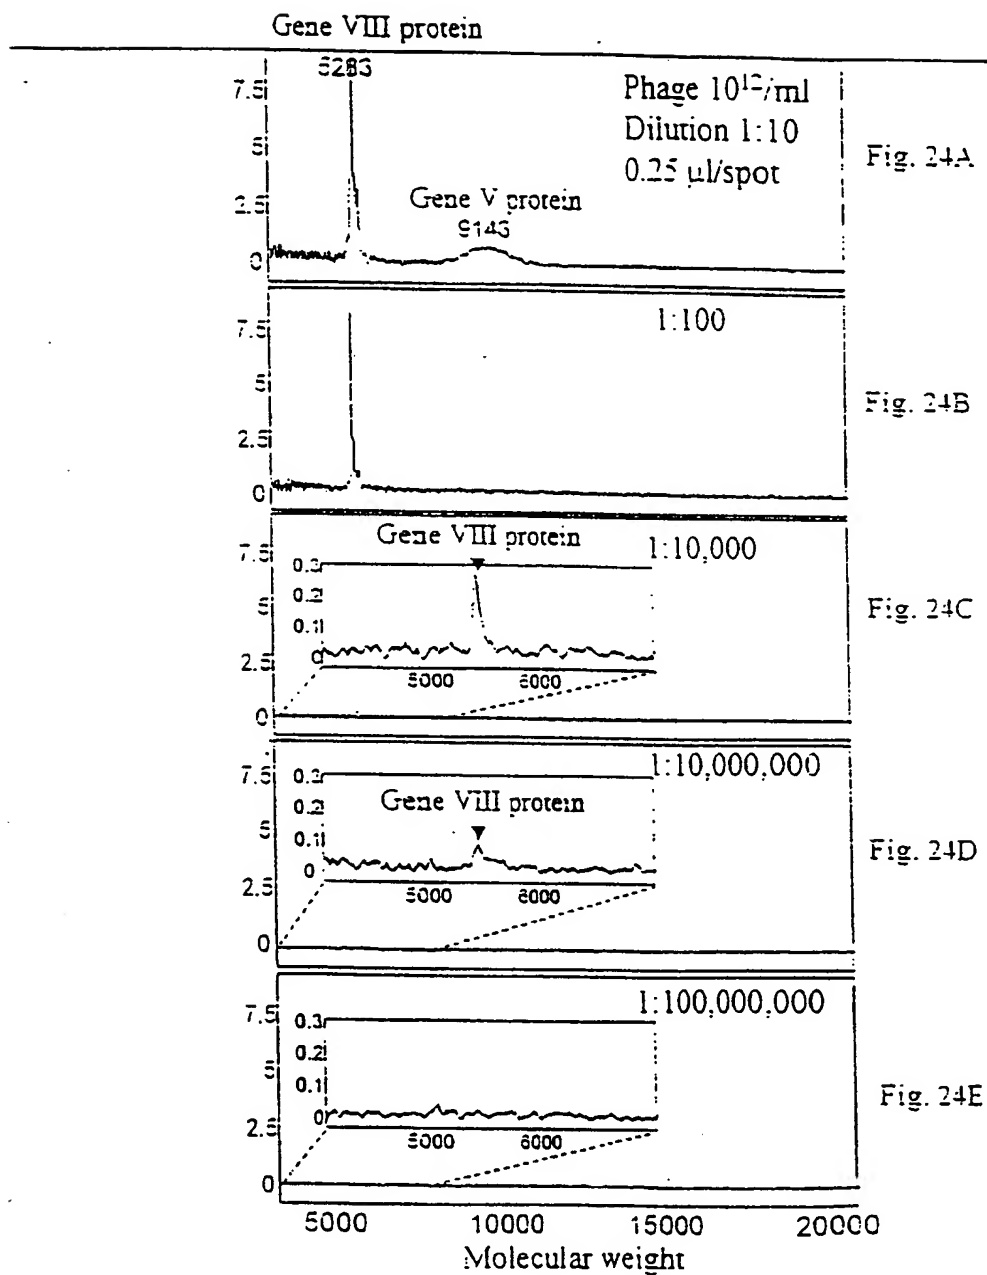 Gene VIII protein
5283
Phage 10¹²/ml
Dilution 1:10
0.25 µl/spot
Gene V protein
9143
7.5
5
2.5
0
Fig. 24A
1:100
7.5
5
2.5
0
Fig. 24B
Gene VIII protein
1:10,000
7.5
5
2.5
0
0.3
0.2
0.1
0
5000 6000
Fig. 24C
1:10,000,000
Gene VIII protein
7.5
5
2.5
0
0.3
0.2
0.1
0
5000 6000
Fig. 24D
1:100,000,000
7.5
5
2.5
0
0.3
0.2
0.1
0
5000 6000
Fig. 24E
5000 10000 15000 20000
Molecular weight